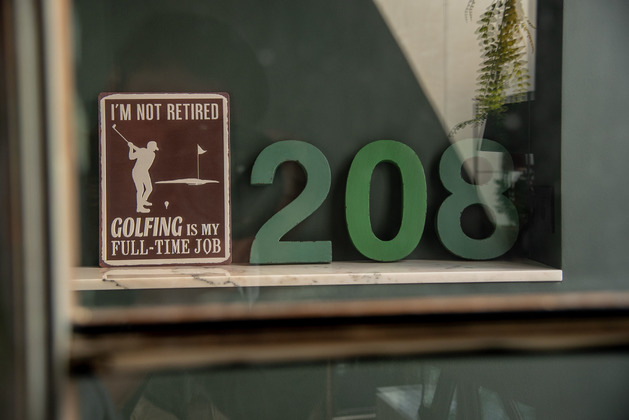 I'M NOT RETIRED
GOLFING IS MY
FULL-TIME JOB
208